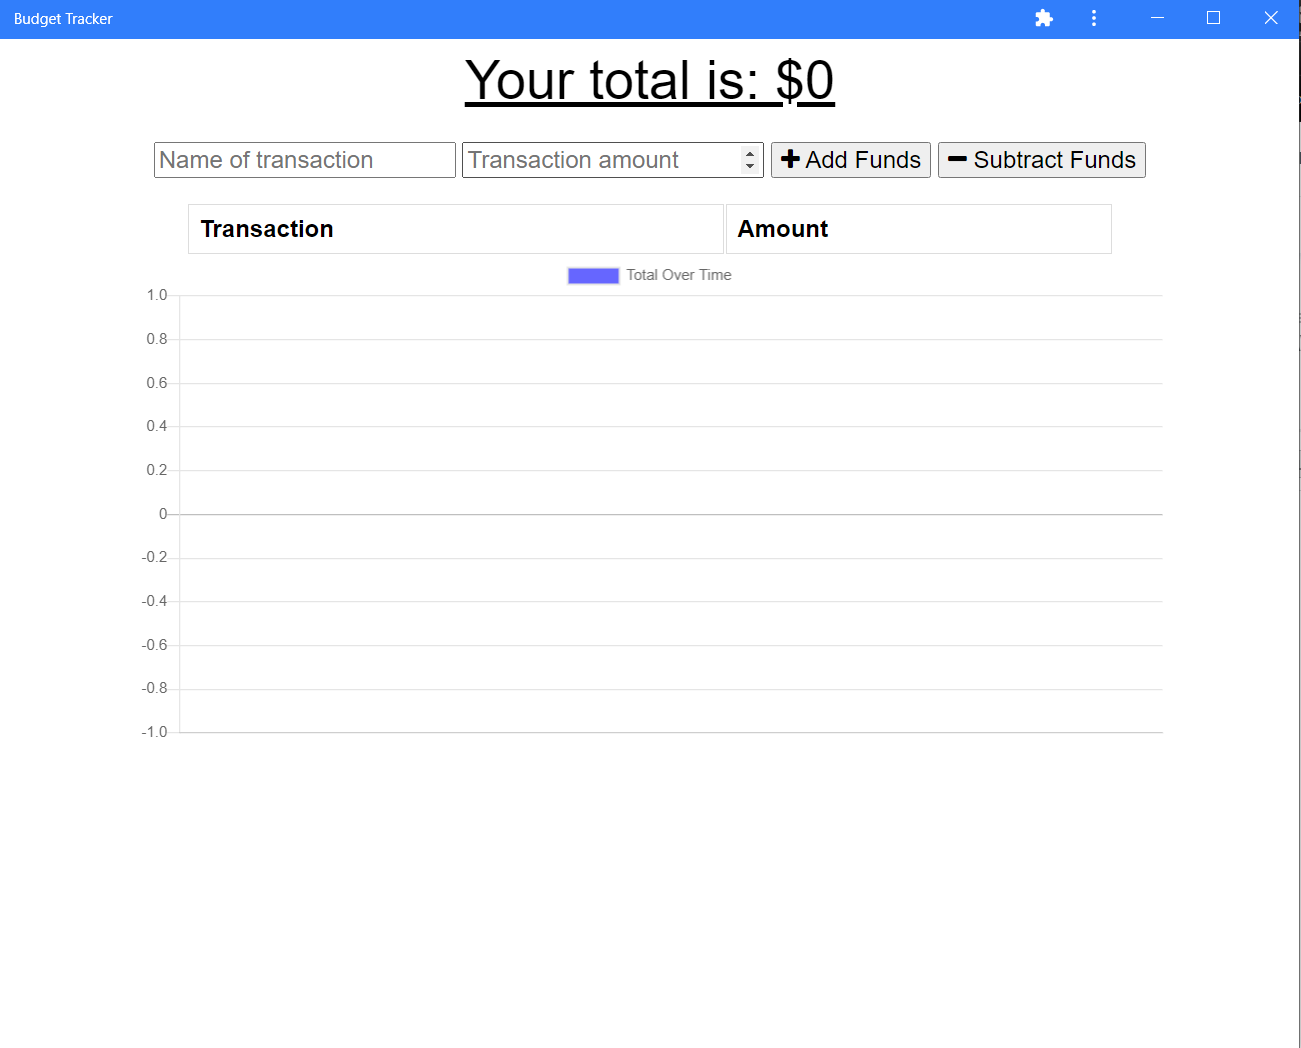 Budget Tracker
Your total is: $0
Name of transaction Transaction amount Add Funds Subtract Funds
Transaction Amount
Total Over Time
1.0
0.8
0.6
0.4
0.2
0
-0.2
-0.4
-0.6
-0.8
-1.0